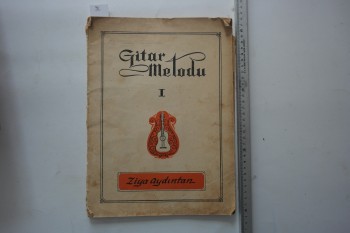 Gitar
Metodu
I
Ziya Aydıntan